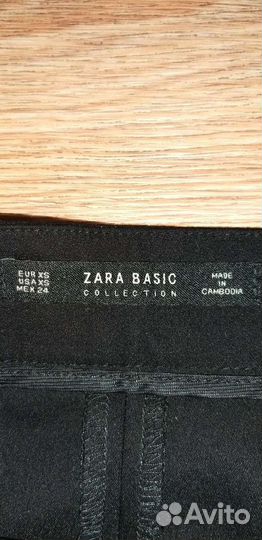 EUR XS
USA XS
MEX 24
ZARA BASIC
COLLECTION
MADE
IN
CAMBODIA
Avito